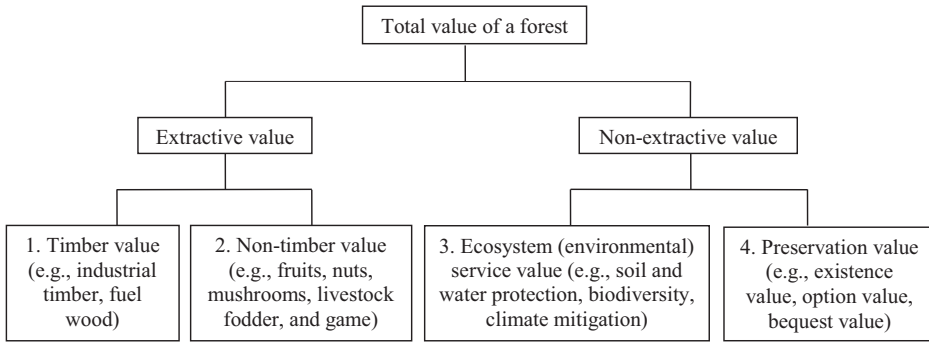 Total value of a forest
Extractive value
Non-extractive value
1. Timber value
(e.g., industrial
timber, fuel
wood)
2. Non-timber value
(e.g., fruits, nuts,
mushrooms, livestock
fodder, and game)
3. Ecosystem (environmental)
service value (e.g., soil and
water protection, biodiversity,
climate mitigation)
4. Preservation value
(e.g., existence
value, option value,
bequest value)